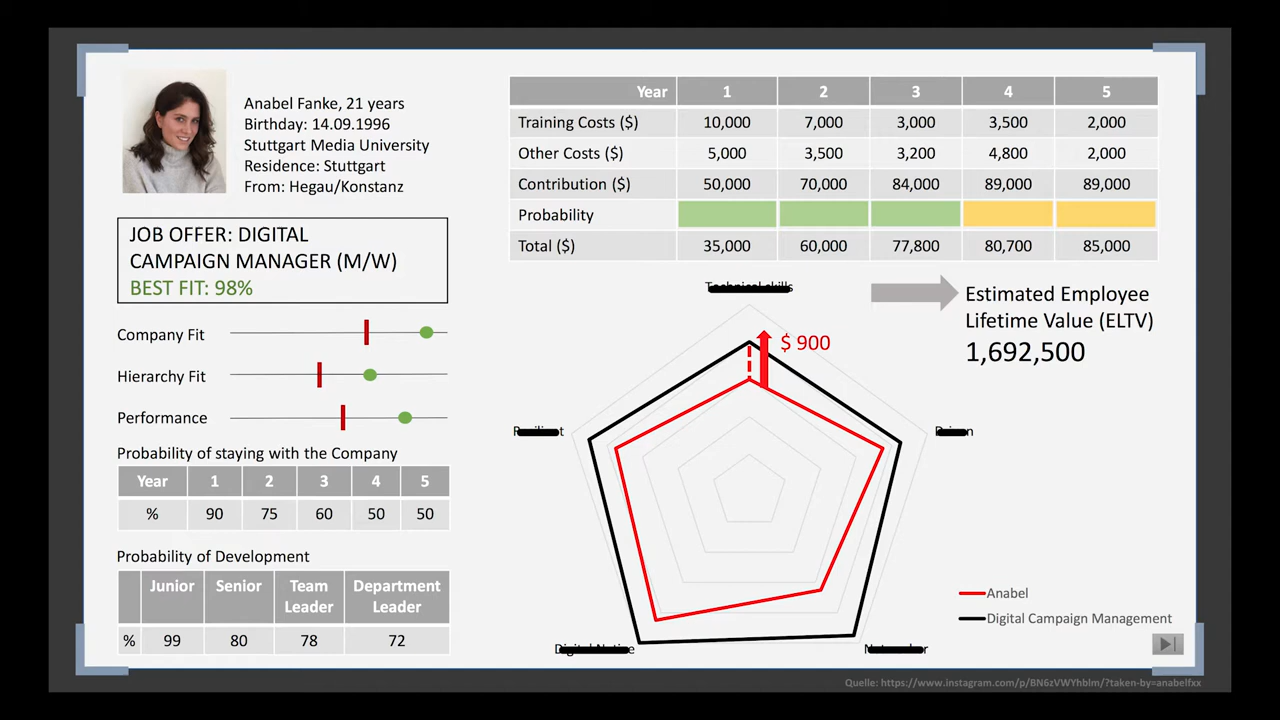 Anabel Fanke, 21 years
Birthday: 14.09.1996
Stuttgart Media University
Residence: Stuttgart
From: Hegau/Konstanz
JOB OFFER: DIGITAL
CAMPAIGN MANAGER (M/W)
BEST FIT: 98%
Company Fit
Hierarchy Fit
Performance
Probability of staying with the Company
Year 1 2 3 4 5
% 90 75 60 50 50
Probability of Development
Junior Senior Team Leader Department Leader
% 99 80 78 72
Year 1 2 3 4 5
Training Costs ($) 10,000 7,000 3,000 3,500 2,000
Other Costs ($) 5,000 3,500 3,200 4,800 2,000
Contribution ($) 50,000 70,000 84,000 89,000 89,000
Probability
Total ($) 35,000 60,000 77,800 80,700 85,000
Estimated Employee
Lifetime Value (ELTV)
1,692,500
Technical skills
$ 900
Digital Native
Anabel
Digital Campaign Management
Quelle: https://www.instagram.com/p/BN6zVWYhblm/?taken-by=anabelfxx